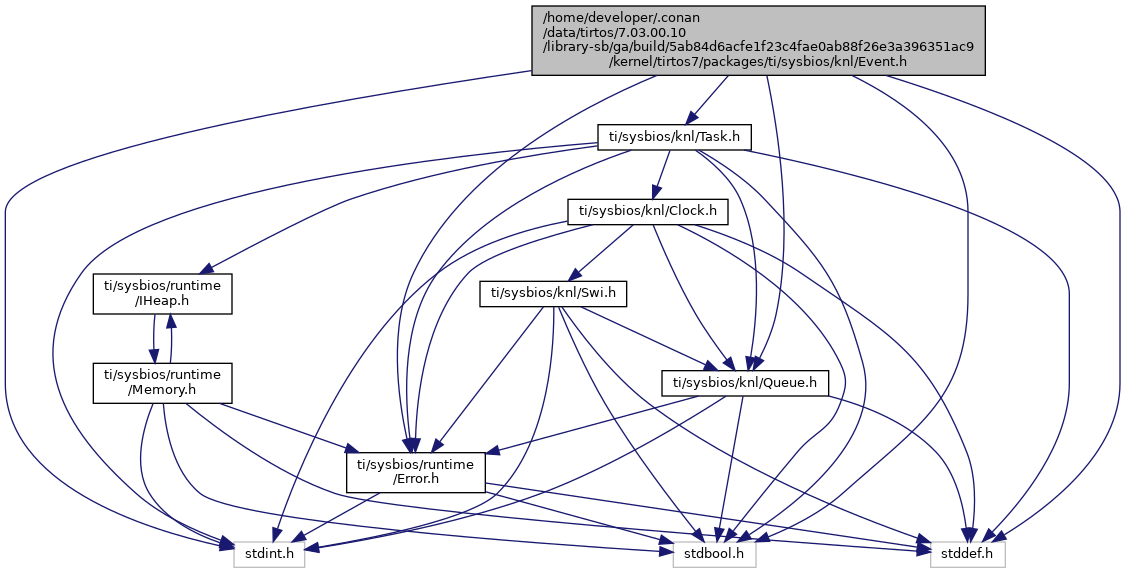 /home/developer/.conan
/data/tirtos/7.03.00.10
/library-sb/ga/build/5ab84d6acfe1f23c4fae0ab88f26e3a396351ac9
/kernel/tirtos7/packages/ti/sysbios/knl/Event.h
ti/sysbios/knl/Task.h
ti/sysbios/knl/Clock.h
ti/sysbios/runtime
/IHeap.h
ti/sysbios/knl/Swi.h
ti/sysbios/runtime
/Memory.h
ti/sysbios/knl/Queue.h
ti/sysbios/runtime
/Error.h
stdint.h
stdbool.h
stddef.h